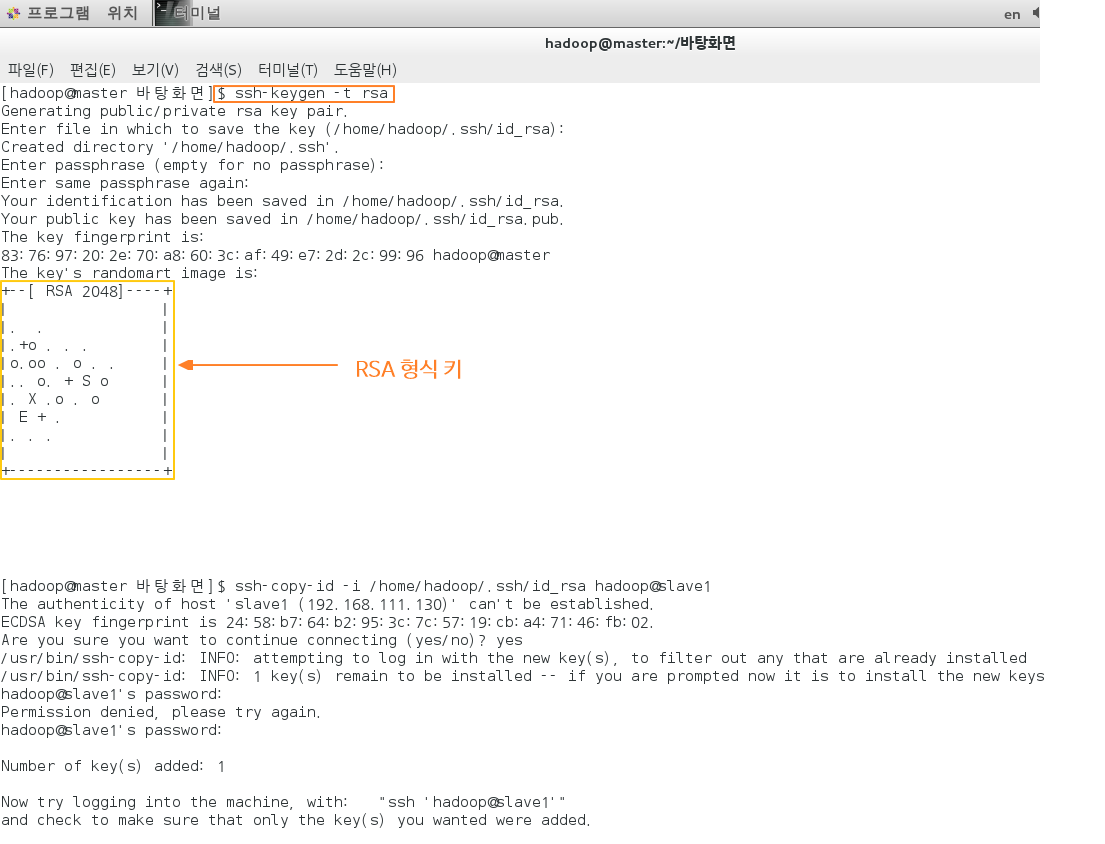 프로그램 위치 터미널 en
hadoop@master:~/바탕화면
파일(F) 편집(E) 보기(V) 검색(S) 터미널(T) 도움말(H)
[hadoop@master 바탕화면]$ ssh-keygen -t rsa
Generating public/private rsa key pair.
Enter file in which to save the key (/home/hadoop/.ssh/id_rsa):
Created directory '/home/hadoop/.ssh'.
Enter passphrase (empty for no passphrase):
Enter same passphrase again:
Your identification has been saved in /home/hadoop/.ssh/id_rsa.
Your public key has been saved in /home/hadoop/.ssh/id_rsa.pub.
The key fingerprint is:
83:76:97:20:2e:70:a8:60:3c:af:49:e7:2d:2c:99:96 hadoop@master
The key's randomart image is:
+--[ RSA 2048]----+
|                 |
|.  .             |
|.+o . . .        |
|o.oo . o . .     |
|.. o. + S o      |
|. X .o . o       |
| E + .           |
|. . .            |
|                 |
+-----------------+
RSA 형식 키
[hadoop@master 바탕화면]$ ssh-copy-id -i /home/hadoop/.ssh/id_rsa hadoop@slave1
The authenticity of host 'slave1 (192.168.111.130)' can't be established.
ECDSA key fingerprint is 24:58:b7:64:b2:95:3c:7c:57:19:cb:a4:71:46:fb:02.
Are you sure you want to continue connecting (yes/no)? yes
/usr/bin/ssh-copy-id: INFO: attempting to log in with the new key(s), to filter out any that are already installed
/usr/bin/ssh-copy-id: INFO: 1 key(s) remain to be installed -- if you are prompted now it is to install the new keys
hadoop@slave1's password:
Permission denied, please try again.
hadoop@slave1's password:
Number of key(s) added: 1
Now try logging into the machine, with:   "ssh 'hadoop@slave1'"
and check to make sure that only the key(s) you wanted were added.